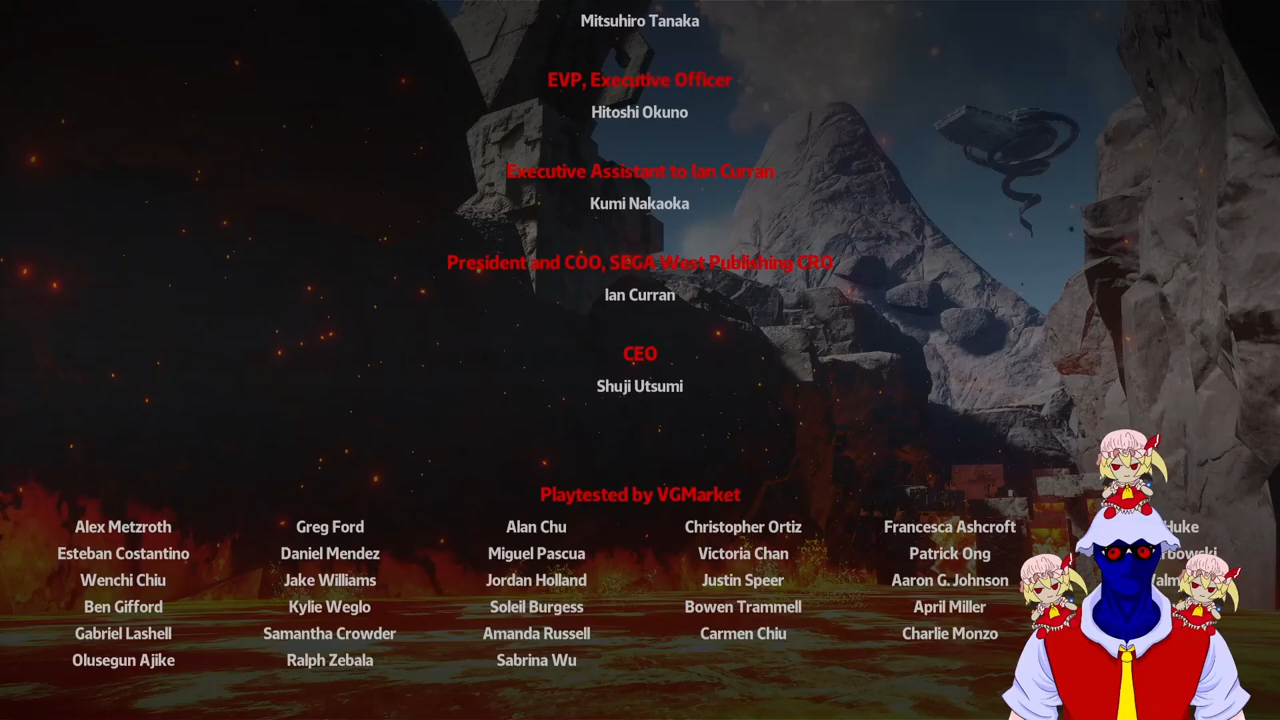 Mitsuhiro Tanaka
EVP, Executive Officer
Hitoshi Okuno
Executive Assistant to Ian Curran
Kumi Nakaoka
President and COO, SEGA West Publishing CRO
Ian Curran
CEO
Shuji Utsumi
Playtested by VGMarket
Alex Metzroth Greg Ford Alan Chu Christopher Ortiz Francesca Ashcroft
Esteban Costantino Daniel Mendez Miguel Pascua Victoria Chan Patrick Ong
Wenchi Chiu Jake Williams Jordan Holland Justin Speer Aaron G. Johnson
Ben Gifford Kylie Weglo Soleil Burgess Bowen Trammell April Miller
Gabriel Lashell Samantha Crowder Amanda Russell Carmen Chiu Charlie Monzo
Olusegun Ajike Ralph Zebala Sabrina Wu